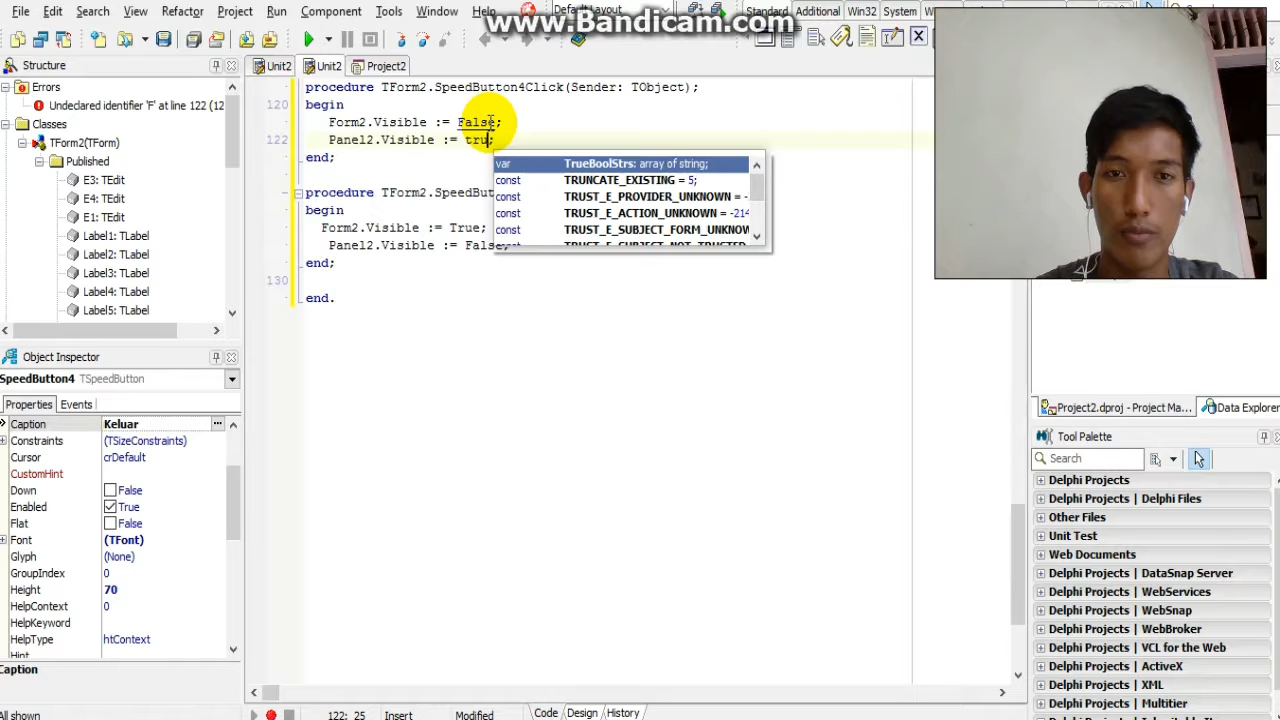 File Edit Search View Refactor Project Run Component Tools Window Help Default Layout
www.Bandicam.com
Standard Additional Win32 System
Structure
Unit2 Unit2 Project2
Errors
Undeclared identifier 'F' at line 122 (12
Classes
TForm2(TForm)
Published
E3: TEdit
E4: TEdit
E1: TEdit
Label1: TLabel
Label2: TLabel
Label3: TLabel
Label4: TLabel
Label5: TLabel
procedure TForm2.SpeedButton4Click(Sender: TObject);
120 begin
Form2.Visible := False;
122 Panel2.Visible := tru;
end;
procedure TForm2.SpeedButt
begin
Form2.Visible := True;
Panel2.Visible := False;
end;
130
end.
var TrueBoolStrs: array of string;
const TRUNCATE_EXISTING = 5;
const TRUST_E_PROVIDER_UNKNOWN = -
const TRUST_E_ACTION_UNKNOWN = -214
const TRUST_E_SUBJECT_FORM_UNKNOW
const TRUST_E_SUBJECT_NOT_TRUSTED
Object Inspector
SpeedButton4 TSpeedButton
Properties Events
Caption Keluar
Constraints (TSizeConstraints)
Cursor crDefault
CustomHint
Down False
Enabled True
Flat False
Font (TFont)
Glyph (None)
GroupIndex 0
Height 70
HelpContext 0
HelpKeyword
HelpType htContext
Hint
Caption
All shown
122: 25 Insert Modified Code Design History
Project2.dproj - Project Ma... Data Explorer
Tool Palette
Search
Delphi Projects
Delphi Projects | Delphi Files
Other Files
Unit Test
Web Documents
Delphi Projects | DataSnap Server
Delphi Projects | WebServices
Delphi Projects | WebSnap
Delphi Projects | WebBroker
VCL for the Web
Delphi Projects | ActiveX
Delphi Projects | XML
Delphi Projects | Multitier